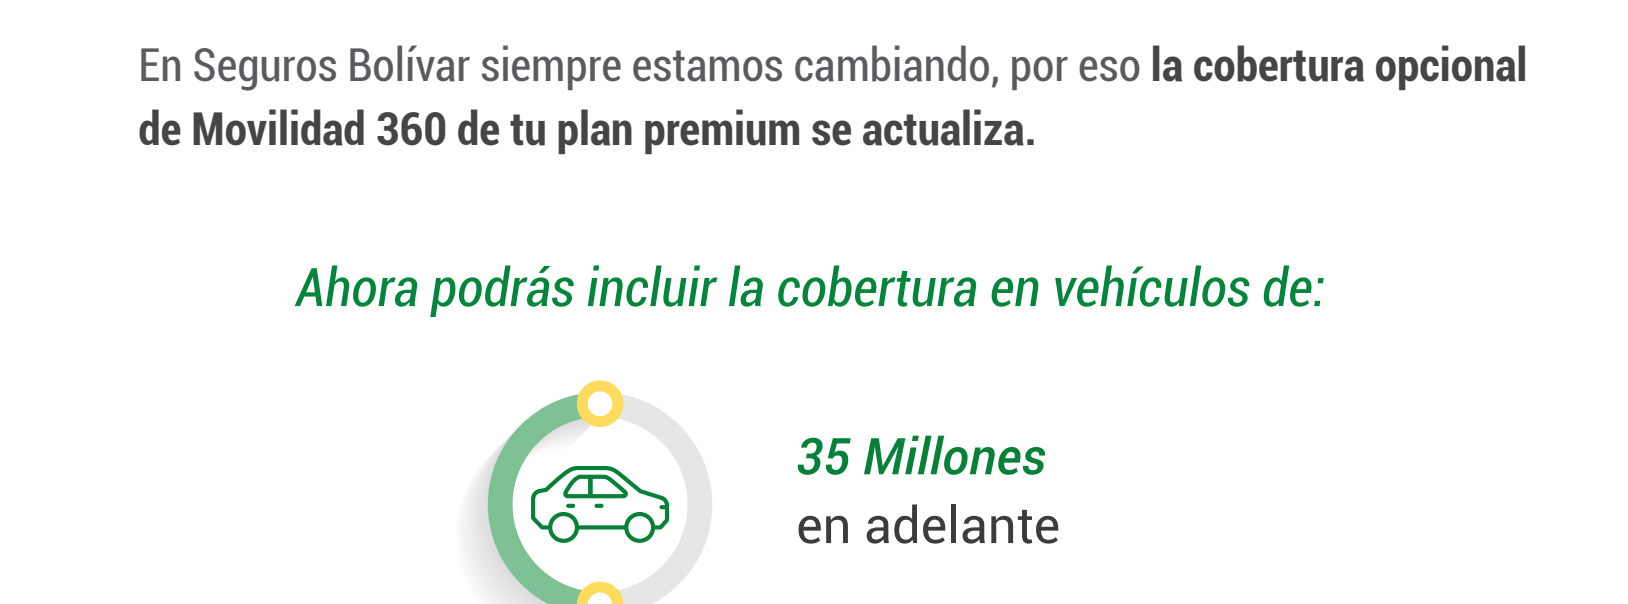 En Seguros Bolívar siempre estamos cambiando, por eso la cobertura opcional
de Movilidad 360 de tu plan premium se actualiza.
Ahora podrás incluir la cobertura en vehículos de:
35 Millones
en adelante